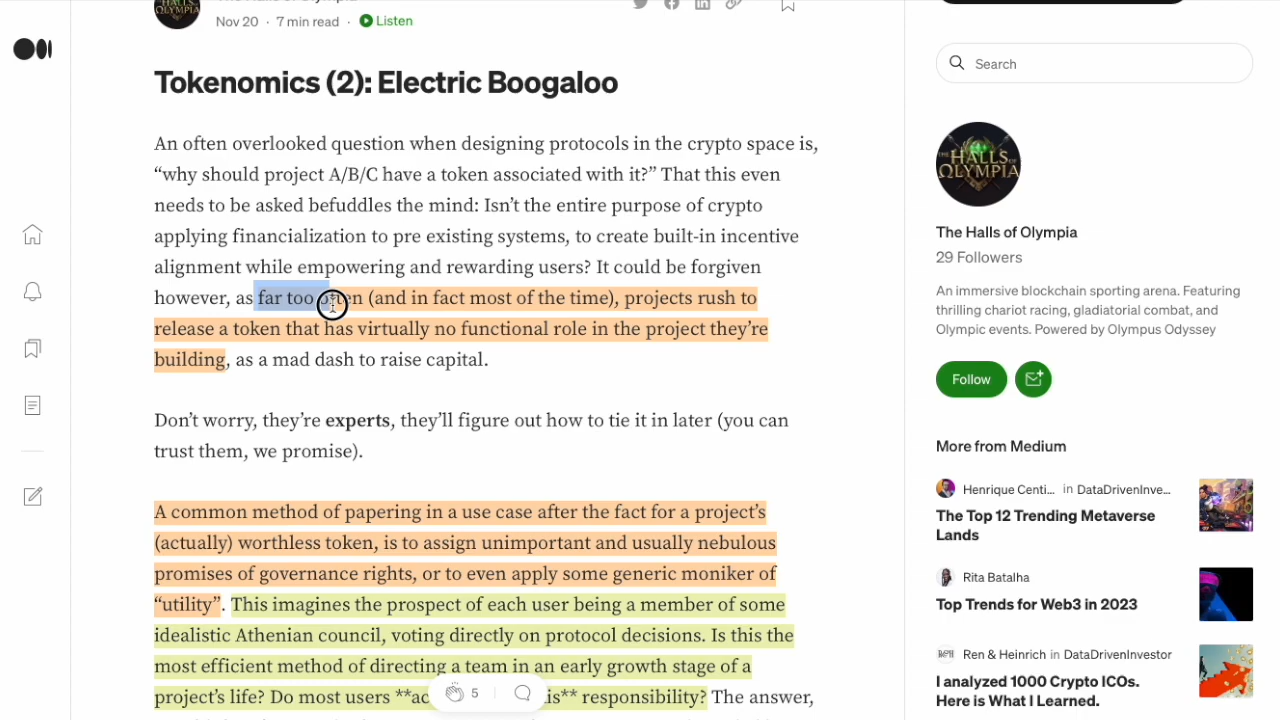 Nov 20 · 7 min read · Listen
Tokenomics (2): Electric Boogaloo
An often overlooked question when designing protocols in the crypto space is,
“why should project A/B/C have a token associated with it?” That this even
needs to be asked befuddles the mind: Isn’t the entire purpose of crypto
applying financialization to pre existing systems, to create built-in incentive
alignment while empowering and rewarding users? It could be forgiven
however, as far too often (and in fact most of the time), projects rush to
release a token that has virtually no functional role in the project they’re
building, as a mad dash to raise capital.
Don’t worry, they’re experts, they’ll figure out how to tie it in later (you can
trust them, we promise).
A common method of papering in a use case after the fact for a project’s
(actually) worthless token, is to assign unimportant and usually nebulous
promises of governance rights, or to even apply some generic moniker of
“utility”. This imagines the prospect of each user being a member of some
idealistic Athenian council, voting directly on protocol decisions. Is this the
most efficient method of directing a team in an early growth stage of a
project’s life? Do most users **ac is** responsibility? The answer,
5
Search
THE HALLS OF OLYMPIA
The Halls of Olympia
29 Followers
An immersive blockchain sporting arena. Featuring
thrilling chariot racing, gladiatorial combat, and
Olympic events. Powered by Olympus Odyssey
Follow
More from Medium
Henrique Centi... in DataDrivenInve...
The Top 12 Trending Metaverse
Lands
Rita Batalha
Top Trends for Web3 in 2023
Ren & Heinrich in DataDrivenInvestor
I analyzed 1000 Crypto ICOs.
Here is What I Learned.